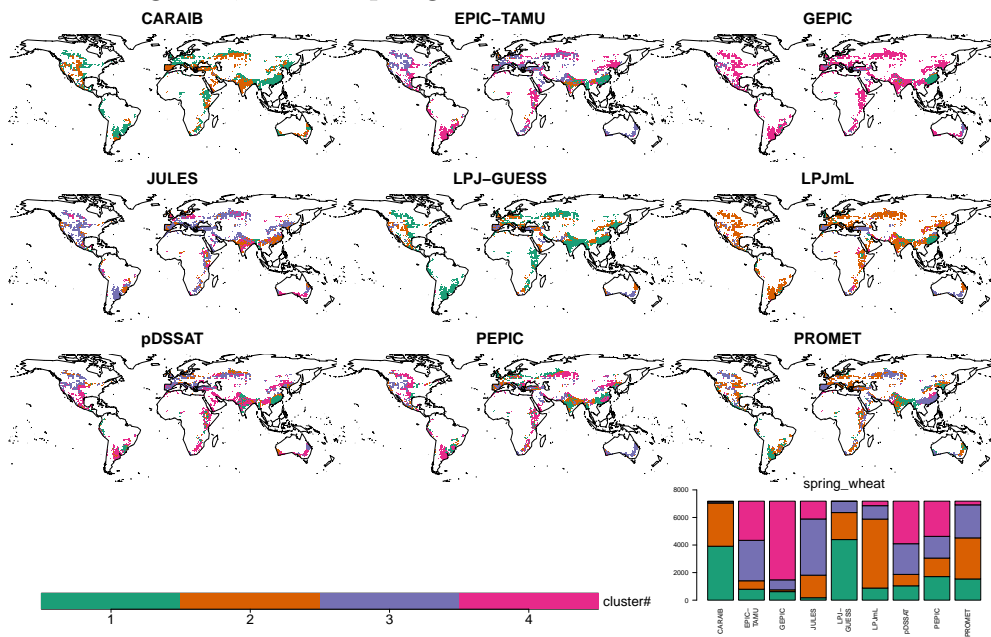 CARAIB EPIC−TAMU GEPIC
JULES LPJ−GUESS LPJmL
pDSSAT PEPIC PROMET
spring_wheat
8000
6000
4000
2000
0
CARAIB
EPIC−
TAMU
GEPIC
JULES
LPJ−
GUESS
LPJmL
pDSSAT
PEPIC
PROMET
cluster#
1 2 3 4